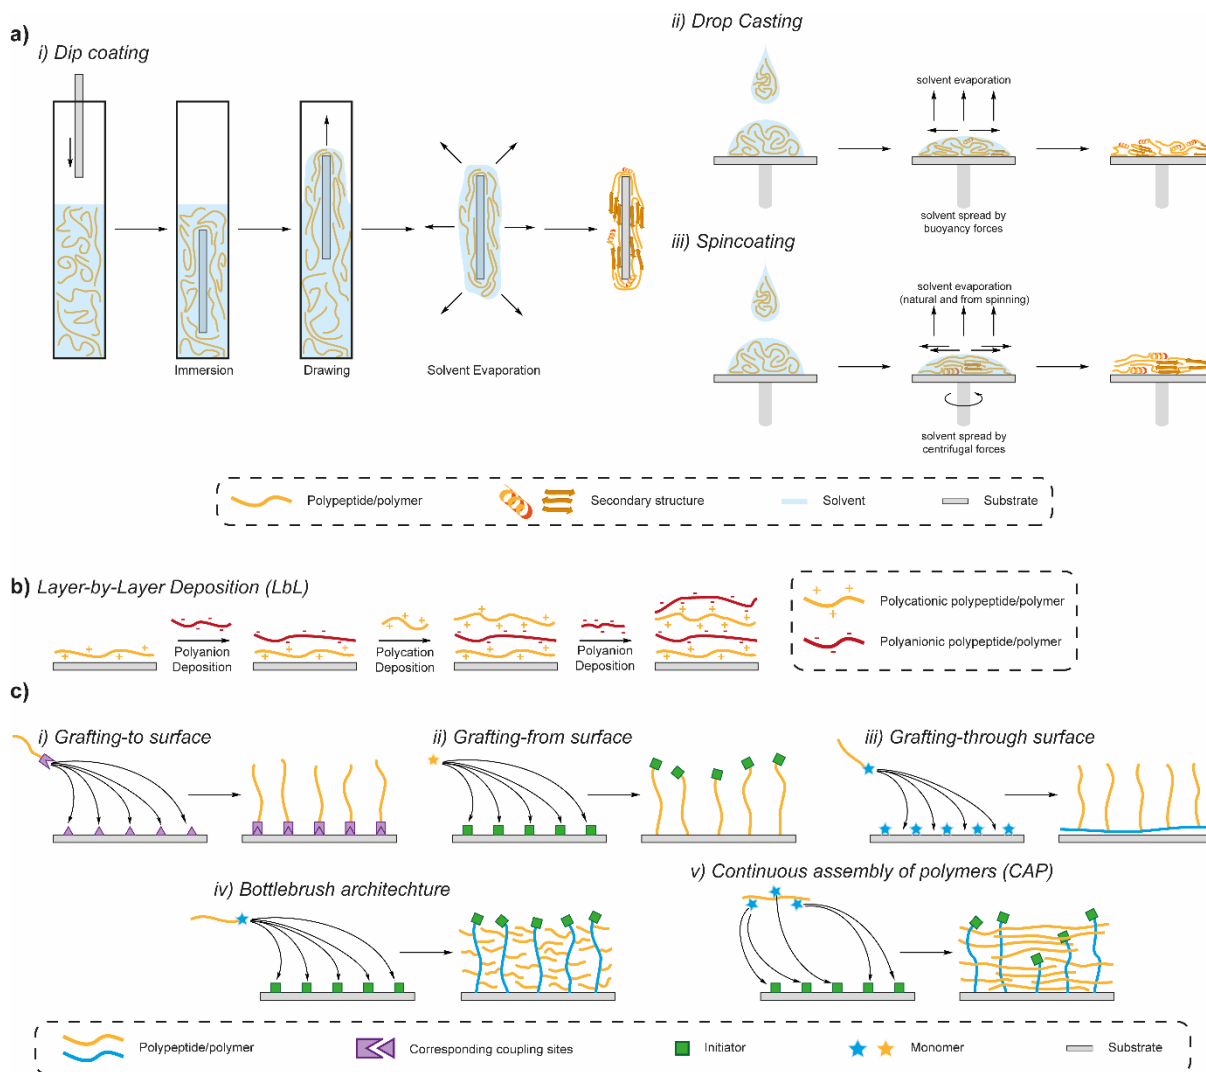 a)
i) Dip coating
Immersion
Drawing
Solvent Evaporation
ii) Drop Casting
solvent evaporation
solvent spread by
buoyancy forces
iii) Spincoating
solvent evaporation
(natural and from spinning)
solvent spread by
centrifugal forces
Polypeptide/polymer
Secondary structure
Solvent
Substrate
b)
Layer-by-Layer Deposition (LbL)
Polyanion
Deposition
Polycation
Deposition
Polyanion
Deposition
Polycationic polypeptide/polymer
Polyanionic polypeptide/polymer
c)
i) Grafting-to surface
ii) Grafting-from surface
iii) Grafting-through surface
iv) Bottlebrush architechture
v) Continuous assembly of polymers (CAP)
Polypeptide/polymer
Corresponding coupling sites
Initiator
Monomer
Substrate